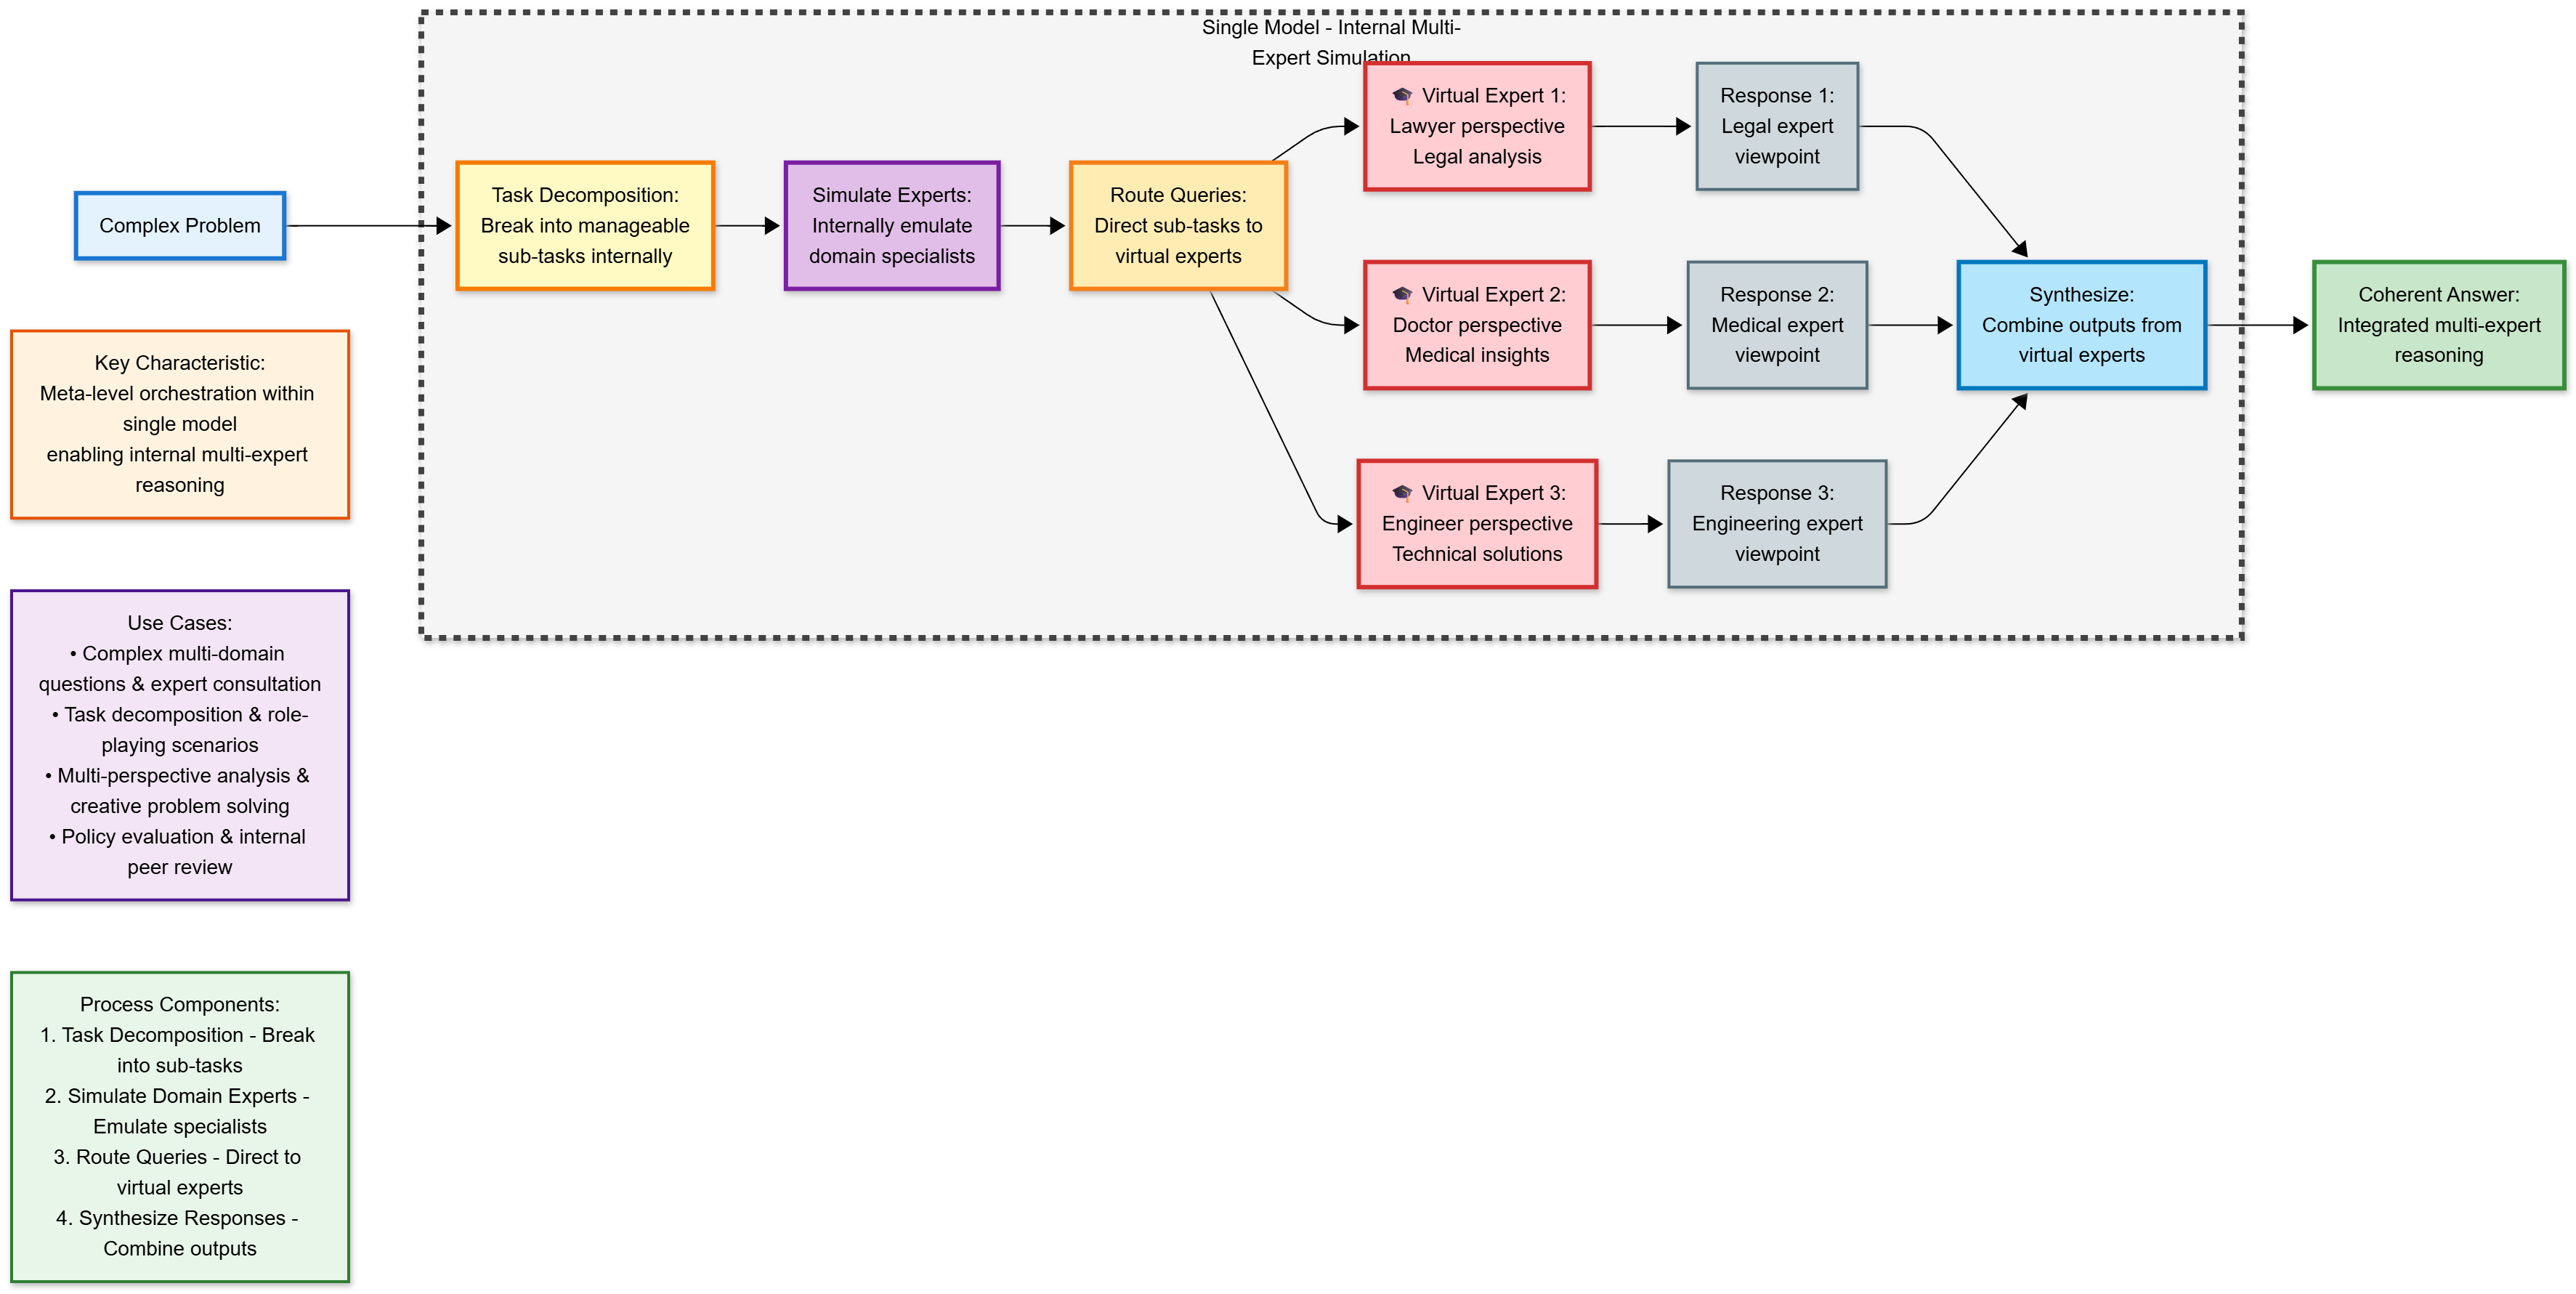 Single Model - Internal Multi-
Expert Simulation
Complex Problem
Task Decomposition:
Break into manageable
sub-tasks internally
Simulate Experts:
Internally emulate
domain specialists
Route Queries:
Direct sub-tasks to
virtual experts
🎓 Virtual Expert 1:
Lawyer perspective
Legal analysis
Response 1:
Legal expert
viewpoint
🎓 Virtual Expert 2:
Doctor perspective
Medical insights
Response 2:
Medical expert
viewpoint
🎓 Virtual Expert 3:
Engineer perspective
Technical solutions
Response 3:
Engineering expert
viewpoint
Synthesize:
Combine outputs from
virtual experts
Coherent Answer:
Integrated multi-expert
reasoning
Key Characteristic:
Meta-level orchestration within
single model
enabling internal multi-expert
reasoning
Use Cases:
• Complex multi-domain
questions & expert consultation
• Task decomposition & role-
playing scenarios
• Multi-perspective analysis &
creative problem solving
• Policy evaluation & internal
peer review
Process Components:
1. Task Decomposition - Break
into sub-tasks
2. Simulate Domain Experts -
Emulate specialists
3. Route Queries - Direct to
virtual experts
4. Synthesize Responses -
Combine outputs